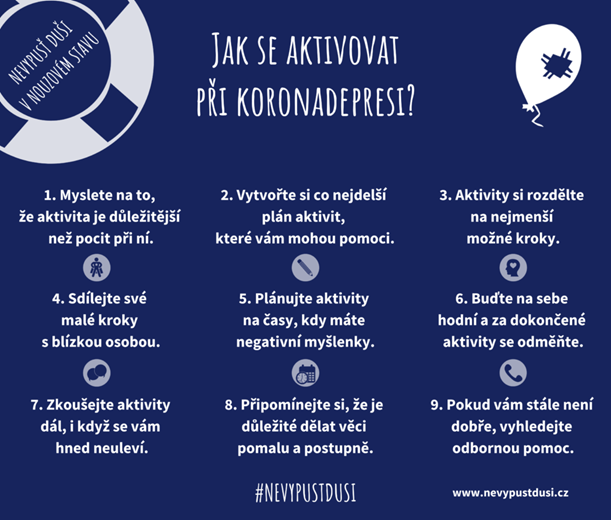 NEVYPUSŤ DUŠI
V NOUZOVÉM STAVU
JAK SE AKTIVOVAT
PŘI KORONADEPRESI?
1. Myslete na to,
že aktivita je důležitější
než pocit při ní.
2. Vytvořte si co nejdelší
plán aktivit,
které vám mohou pomoci.
3. Aktivity si rozdělte
na nejmenší
možné kroky.
4. Sdílejte své
malé kroky
s blízkou osobou.
5. Plánujte aktivity
na časy, kdy máte
negativní myšlenky.
6. Buďte na sebe
hodní a za dokončené
aktivity se odměňte.
7. Zkoušejte aktivity
dál, i když se vám
hned neuleví.
8. Připomínejte si, že je
důležité dělat věci
pomalu a postupně.
9. Pokud vám stále není
dobře, vyhledejte
odbornou pomoc.
#NEVYPUSTDUSI
www.nevypustdusi.cz